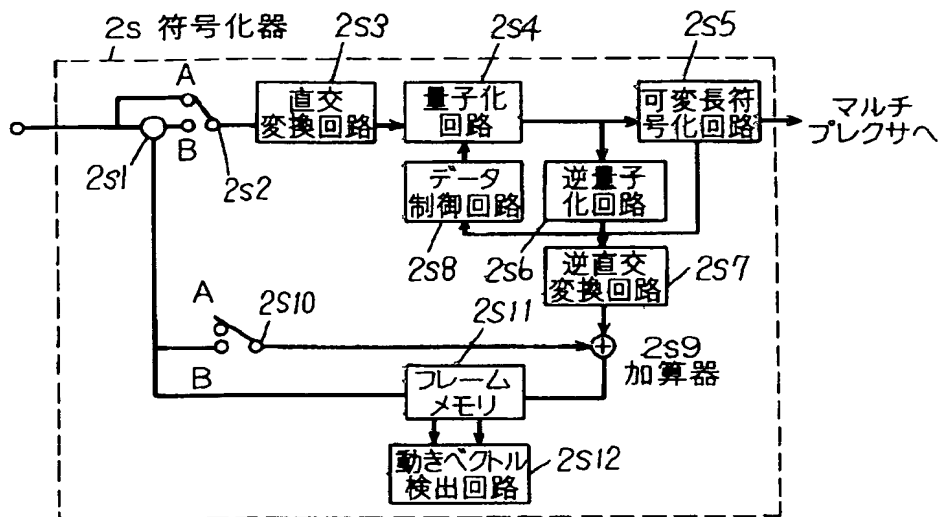 2s 符号化器
2s3
2s4
2s5
A
B
直交
変換回路
量子化
回路
可変長符
号化回路
マルチ
プレクサへ
2s1
2s2
データ
制御回路
逆量子
化回路
2s8
2s6
逆直交
変換回路
2s7
A
B
2s10
2s11
2s9
加算器
フレーム
メモリ
動きベクトル
検出回路
2s12